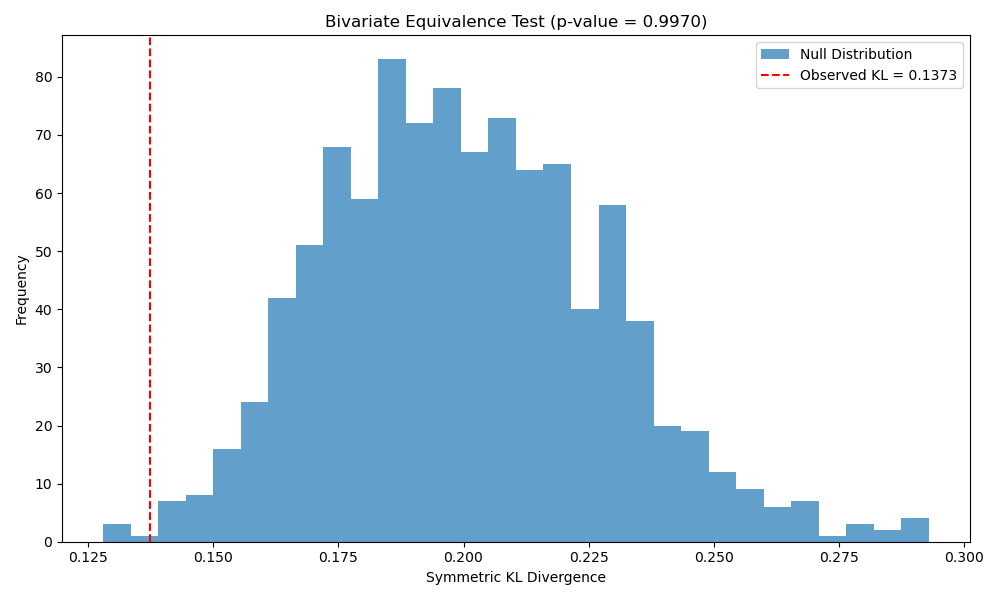 Bivariate Equivalence Test (p-value = 0.9970)
Null Distribution
Observed KL = 0.1373
Frequency
80
70
60
50
40
30
20
10
0
0.125 0.150 0.175 0.200 0.225 0.250 0.275 0.300
Symmetric KL Divergence